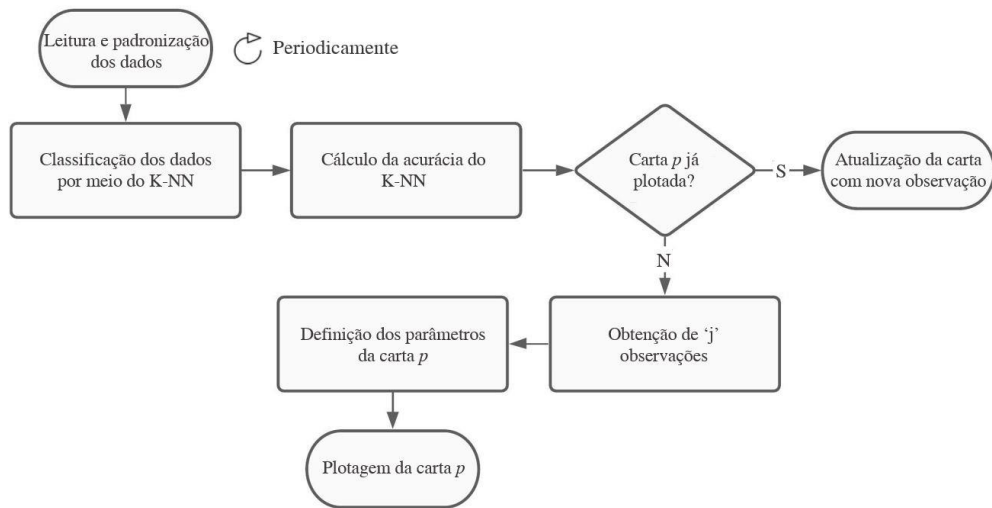 Leitura e padronização
dos dados
Periodicamente
Classificação dos dados
por meio do K-NN
Cálculo da acurácia do
K-NN
Carta p já
plotada?
S
Atualização da carta
com nova observação
N
Definição dos parâmetros
da carta p
Obtenção de ‘j’
observações
Plotagem da carta p